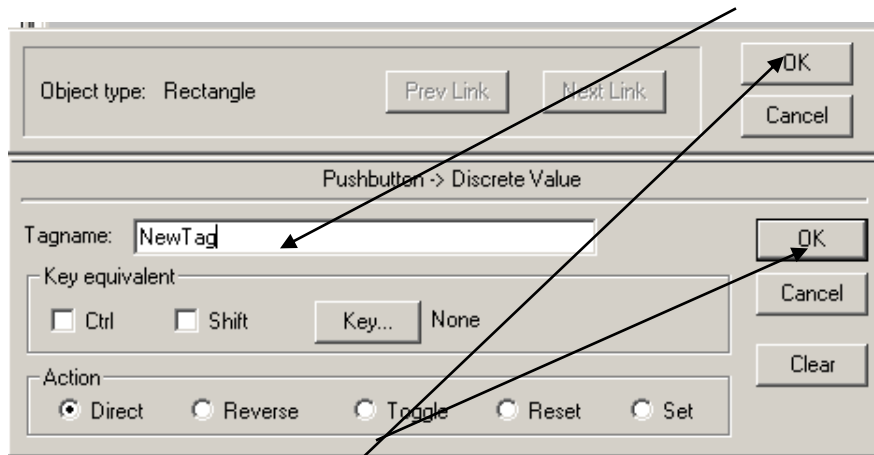 Object type: Rectangle Prev Link Next Link OK
Cancel
Pushbutton -> Discrete Value
Tagname: NewTag OK
Key equivalent Cancel
Ctrl Shift Key... None
Action Clear
Direct Reverse Toggle Reset Set